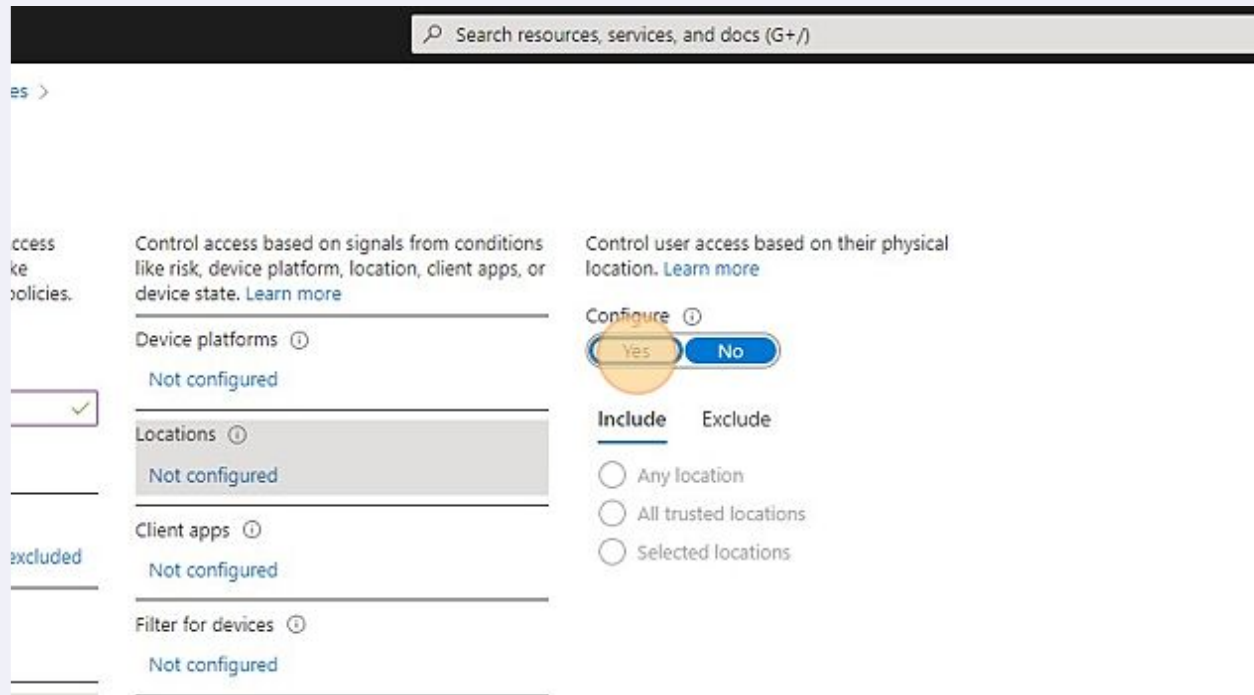 Search resources, services, and docs (G+/)
es >
ccess
ke
policies.
excluded
Control access based on signals from conditions
like risk, device platform, location, client apps, or
device state. Learn more
Device platforms
Not configured
Locations
Not configured
Client apps
Not configured
Filter for devices
Not configured
Control user access based on their physical
location. Learn more
Configure
Yes No
Include Exclude
Any location
All trusted locations
Selected locations